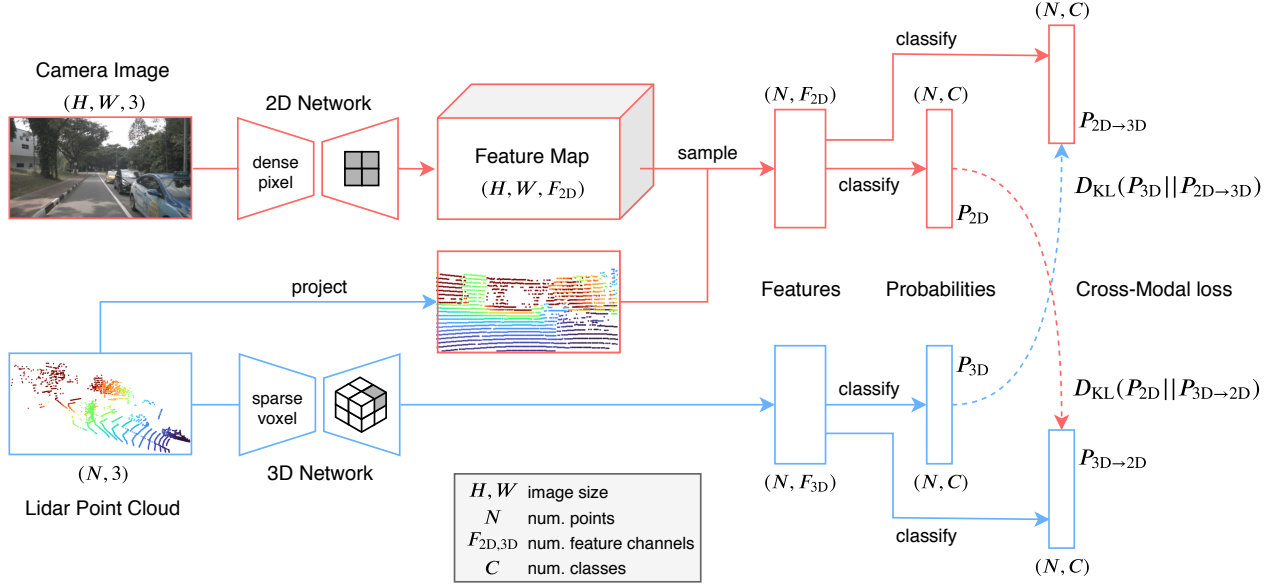 Camera Image
(H, W, 3)
2D Network
dense
pixel
Feature Map
(H, W, F2D)
sample
(N, F2D)
classify
classify
(N, C)
P2D
(N, C)
P2D→3D
DKL(P3D||P2D→3D)
project
Features
Probabilities
Cross-Modal loss
sparse
voxel
3D Network
(N, 3)
Lidar Point Cloud
(N, F3D)
classify
classify
P3D
(N, C)
DKL(P2D||P3D→2D)
P3D→2D
(N, C)
H, W image size
N num. points
F2D,3D num. feature channels
C num. classes